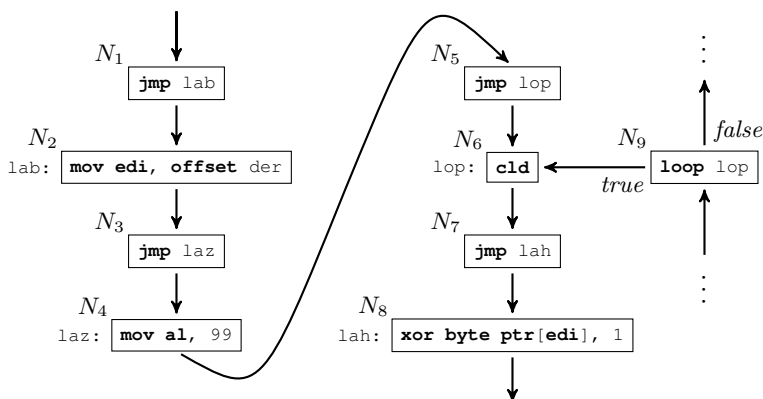 N1
jmp lab
N2
lab: mov edi, offset der
N3
jmp laz
N4
laz: mov al, 99
N5
jmp lop
N6
lop: cld
N7
jmp lah
N8
lah: xor byte ptr[edi], 1
N9
loop lop
true
false